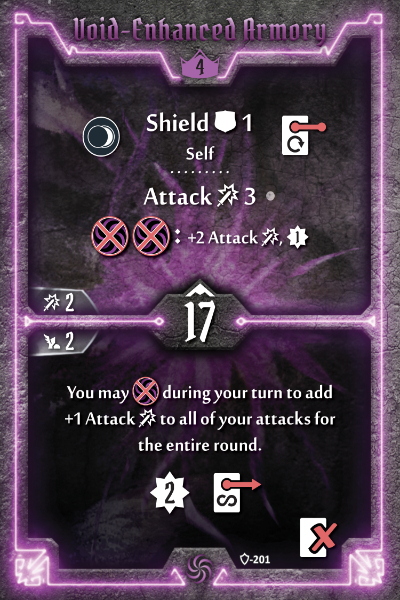 Void-Enhanced Armory
4
Shield 1
Self
Attack 3
: +2 Attack , 1
2
17
2
You may during your turn to add
+1 Attack to all of your attacks for
the entire round.
2
-201